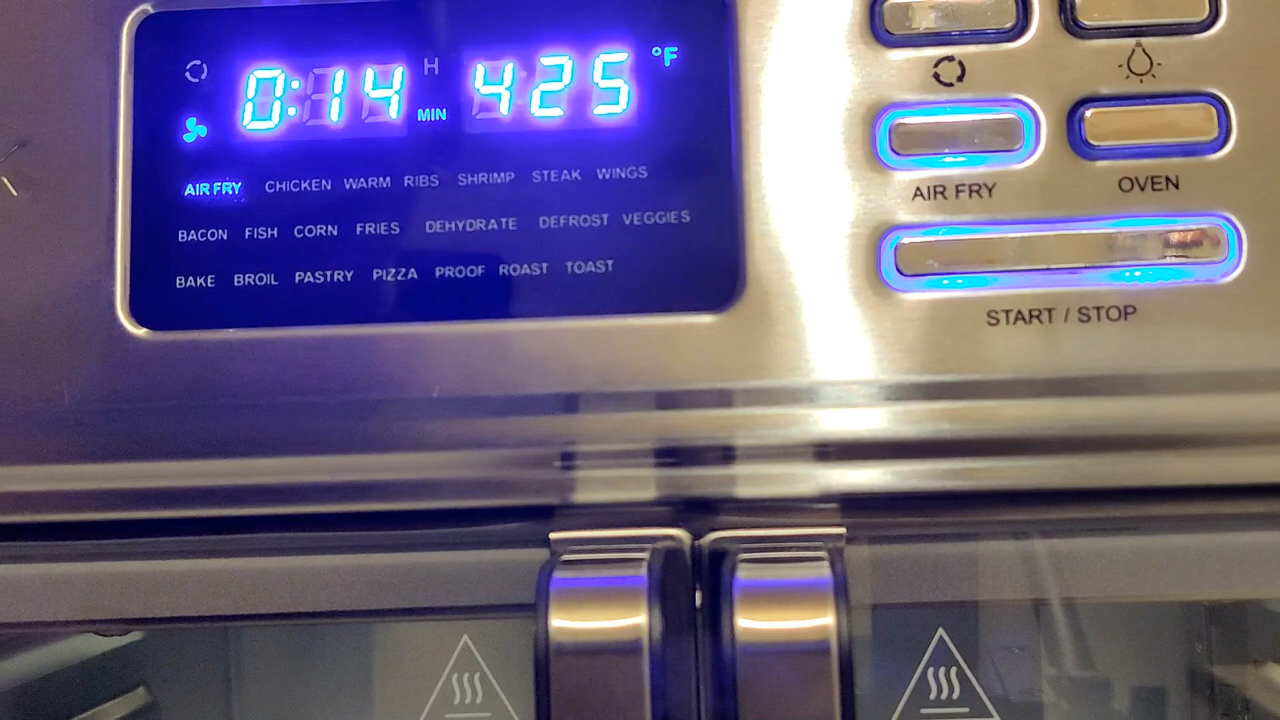 0:14 H MIN 425 °F
AIR FRY CHICKEN WARM RIBS SHRIMP STEAK WINGS
BACON FISH CORN FRIES DEHYDRATE DEFROST VEGGIES
BAKE BROIL PASTRY PIZZA PROOF ROAST TOAST
AIR FRY OVEN
START / STOP